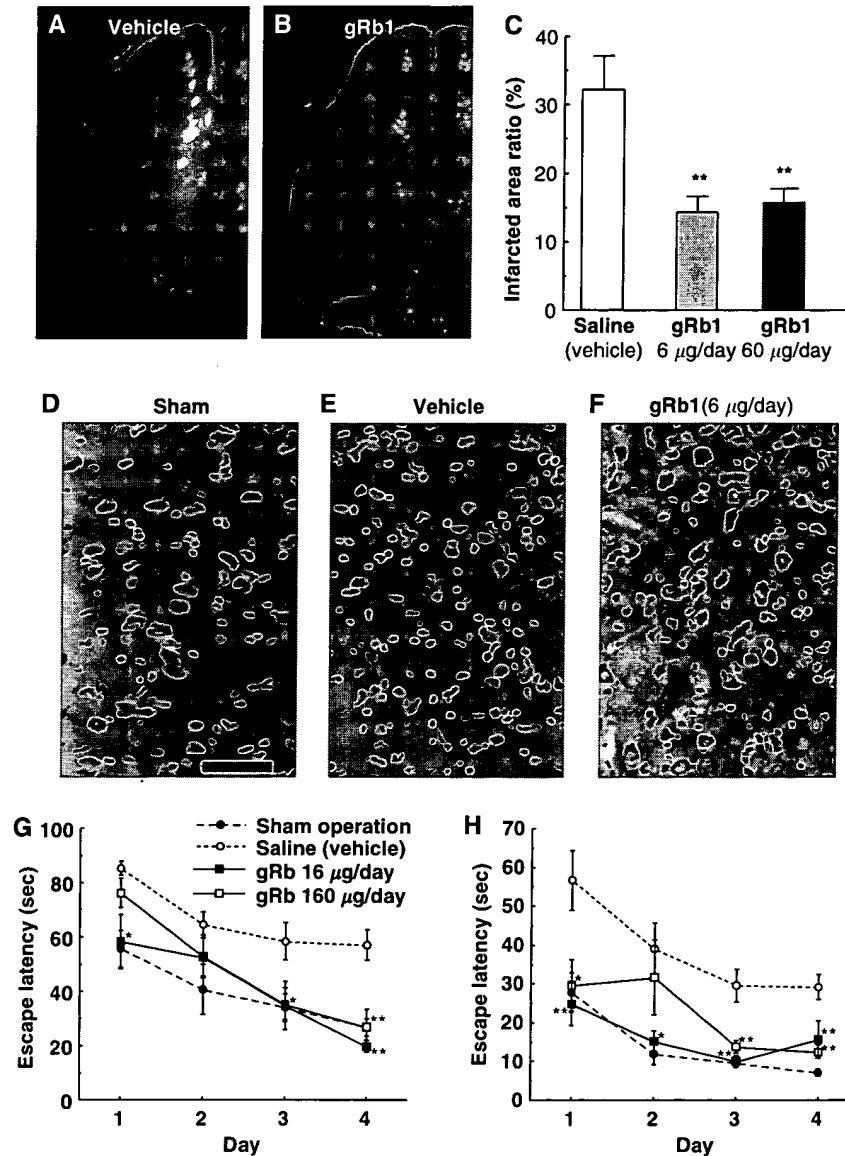 A Vehicle
B gRb1
C
Infarcted area ratio (%)
40
30
20
10
0
**
**
Saline (vehicle)
gRb1 6 μg/day
gRb1 60 μg/day
D Sham
E Vehicle
F gRb1 (6 μg/day)
G
Escape latency (sec)
100
80
60
40
20
0
Sham operation
Saline (vehicle)
gRb 16 μg/day
gRb 160 μg/day
*
*
**
**
1 2 3 4
Day
H
Escape latency (sec)
70
60
50
40
30
20
10
0
*
**
*
**
**
**
**
1 2 3 4
Day